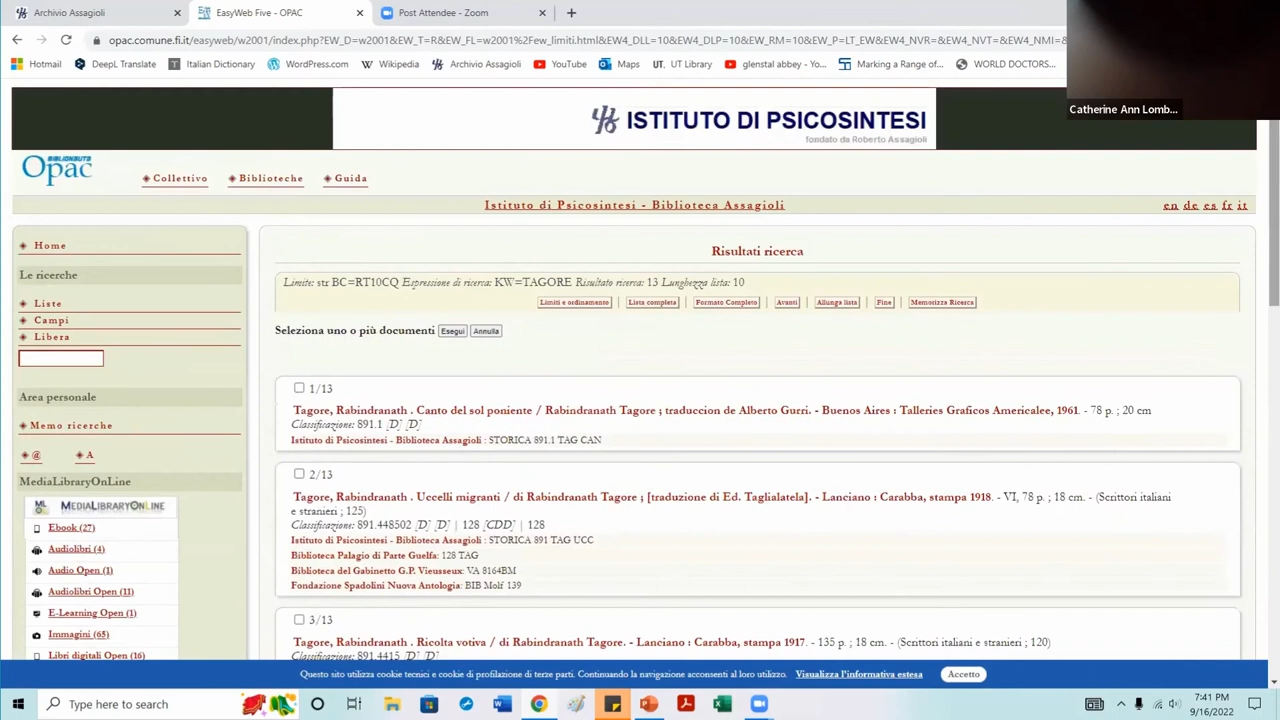 Archivio Assagioli
EasyWeb Five - OPAC
Post Attendee - Zoom
opac.comune.fi.it/easyweb/w2001/index.php?EW_D=w2001&EW_T=R&EW_FL=w2001%2Few_limiti.html&EW4_DLL=10&EW4_DLP=10&EW_RM=10&EW_P=LT_EW&EW4_NVR=&EW4_NVT=&EW4_NMI=
Hotmail
DeepL Translate
Italian Dictionary
WordPress.com
Wikipedia
Archivio Assagioli
YouTube
Maps
UT. UT Library
glenstal abbey - Yo...
Marking a Range of...
WORLD DOCTORS...
Catherine Ann Lomb...
ISTITUTO DI PSICOSINTESI
fondato da Roberto Assagioli
BIBLIONAUTA
Opac
Collettivo
Biblioteche
Guida
Istituto di Psicosintesi - Biblioteca Assagioli
en de es fr it
Home
Le ricerche
Liste
Campi
Libera
Area personale
Memo ricerche
@
A
MediaLibraryOnLine
MEDIALIBRARYONLINE
Ebook (27)
Audiolibri (4)
Audio Open (1)
Audiolibri Open (11)
E-Learning Open (1)
Immagini (65)
Libri digitali Open (16)
Risultati ricerca
Limite: stx BC=RT10CQ Espressione di ricerca: KW=TAGORE Risultato ricerca: 13 Lunghezza lista: 10
Limiti e ordinamento | Lista completa | Formato Completo | Avanti | Allunga lista | Fine | Memorizza Ricerca
Seleziona uno o più documenti Esegui Annulla
1/13
Tagore, Rabindranath . Canto del sol poniente / Rabindranath Tagore ; traduccion de Alberto Gurri. - Buenos Aires : Talleries Graficos Americalee, 1961. - 78 p. ; 20 cm
Classificazione: 891.1 [D] [D]
Istituto di Psicosintesi - Biblioteca Assagioli : STORICA 891.1 TAG CAN
2/13
Tagore, Rabindranath . Uccelli migranti / di Rabindranath Tagore ; [traduzione di Ed. Taglialatela]. - Lanciano : Carabba, stampa 1918. - VI, 78 p. ; 18 cm. - (Scrittori italiani
e stranieri ; 125)
Classificazione: 891.448502 [D] [D] | 128 [CDD] | 128
Istituto di Psicosintesi - Biblioteca Assagioli : STORICA 891 TAG UCC
Biblioteca Palagio di Parte Guelfa: 128 TAG
Biblioteca del Gabinetto G.P. Vieusseux: VA 8164BM
Fondazione Spadolini Nuova Antologia: BIB Molf 139
3/13
Tagore, Rabindranath . Ricolta votiva / di Rabindranath Tagore. - Lanciano : Carabba, stampa 1917. - 135 p. ; 18 cm. - (Scrittori italiani e stranieri ; 120)
Classificazione: 891.4415 [D] [D]
Questo sito utilizza cookie tecnici e cookie di profilazione di terze parti. Continuando la navigazione acconsenti al loro utilizzo. Visualizza l'informativa estesa Accetto
Type here to search
7:41 PM
9/16/2022